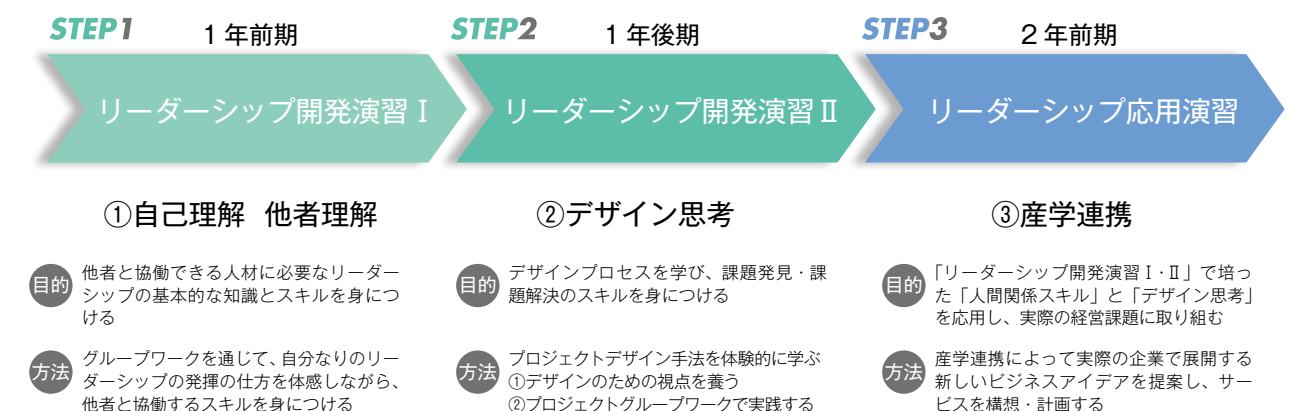 STEP1 1年前期
リーダーシップ開発演習Ⅰ
①自己理解 他者理解
目的
他者と協働できる人材に必要なリーダー
シップの基本的な知識とスキルを身につ
ける
方法
グループワークを通じて、自分なりのリー
ダーシップの発揮の仕方を体感しながら、
他者と協働するスキルを身につける
STEP2 1年後期
リーダーシップ開発演習Ⅱ
②デザイン思考
目的
デザインプロセスを学び、課題発見・課
題解決のスキルを身につける
方法
プロジェクトデザイン手法を体験的に学ぶ
①デザインのための視点を養う
②プロジェクトグループワークで実践する
STEP3 2年前期
リーダーシップ応用演習
③産学連携
目的
「リーダーシップ開発演習Ⅰ・Ⅱ」で培っ
た「人間関係スキル」と「デザイン思考」
を応用し、実際の経営課題に取り組む
方法
産学連携によって実際の企業で展開する
新しいビジネスアイデアを提案し、サー
ビスを構想・計画する